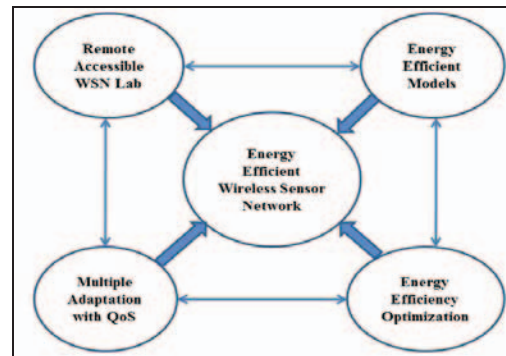 Remote
Accessible
WSN Lab
Energy
Efficient
Models
Energy
Efficient
Wireless Sensor
Network
Multiple
Adaptation
with QoS
Energy
Efficiency
Optimization